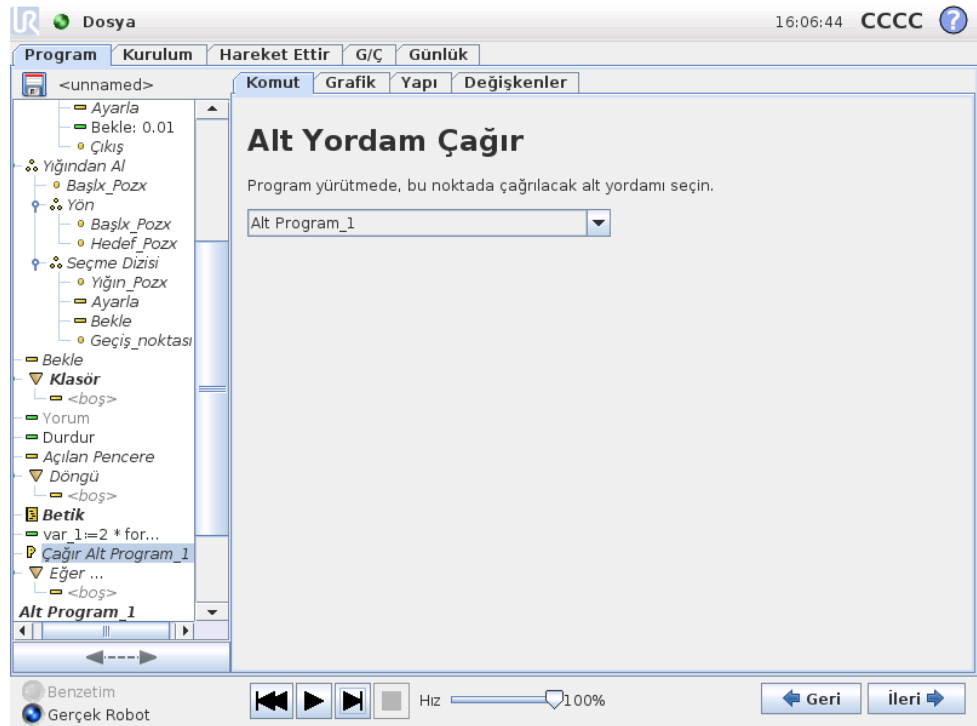 Dosya 16:06:44 CCCC ?
Program Kurulum Hareket Ettir G/Ç Günlük
<unnamed>
Komut Grafik Yapı Değişkenler
Ayarla
Bekle: 0.01
Çıkış
Yığından Al
Başlx_Pozx
Yön
Başlx_Pozx
Hedef_Pozx
Seçme Dizisi
Yığın_Pozx
Ayarla
Bekle
Geçiş_noktası
Bekle
Klasör
<boş>
Yorum
Durdur
Açılan Pencere
Döngü
<boş>
Betik
var_1≔2 * for...
Çağır Alt Program_1
Eğer ...
<boş>
Alt Program_1
Alt Yordam Çağır
Program yürütmede, bu noktada çağrılacak alt yordamı seçin.
Alt Program_1
Benzetim
Gerçek Robot
Hız 100%
Geri İleri